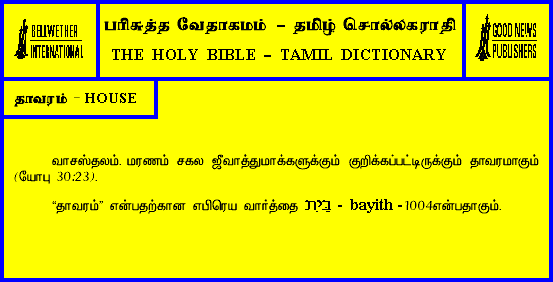 BELLWETHER
INTERNATIONAL
பரிசுத்த வேதாகமம் – தமிழ் சொல்லகராதி
THE HOLY BIBLE – TAMIL DICTIONARY
GOOD NEWS
PUBLISHERS
தாவரம் - HOUSE
வாசஸ்தலம். மரணம் சகல ஜீவாத்துமாக்களுக்கும் குறிக்கப்பட்டிருக்கும் தாவரமாகும்
(யோபு 30:23).
“தாவரம்” என்பதற்கான எபிரெய வார்த்தை בַּיִת - bayith - 1004என்பதாகும்.